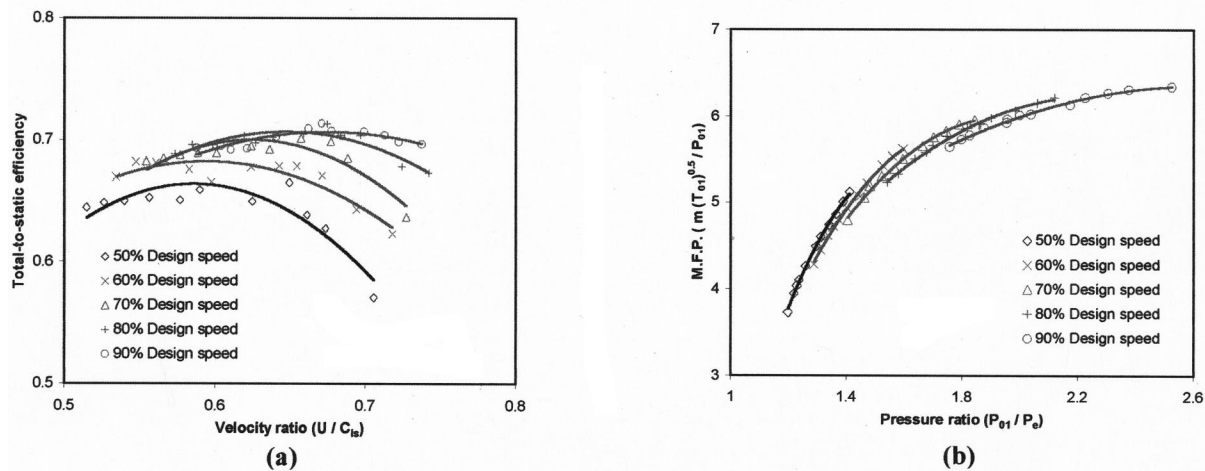 0.8
0.7
0.6
0.5
Total-to-static efficiency
50% Design speed
60% Design speed
70% Design speed
80% Design speed
90% Design speed
0.5
0.6
0.7
0.8
Velocity ratio (U / Cis)
(a)
7
6
5
4
3
M.F.P. ( m (T01)^0.5 / P01)
50% Design speed
60% Design speed
70% Design speed
80% Design speed
90% Design speed
1
1.4
1.8
2.2
2.6
Pressure ratio (P01 / Pe)
(b)